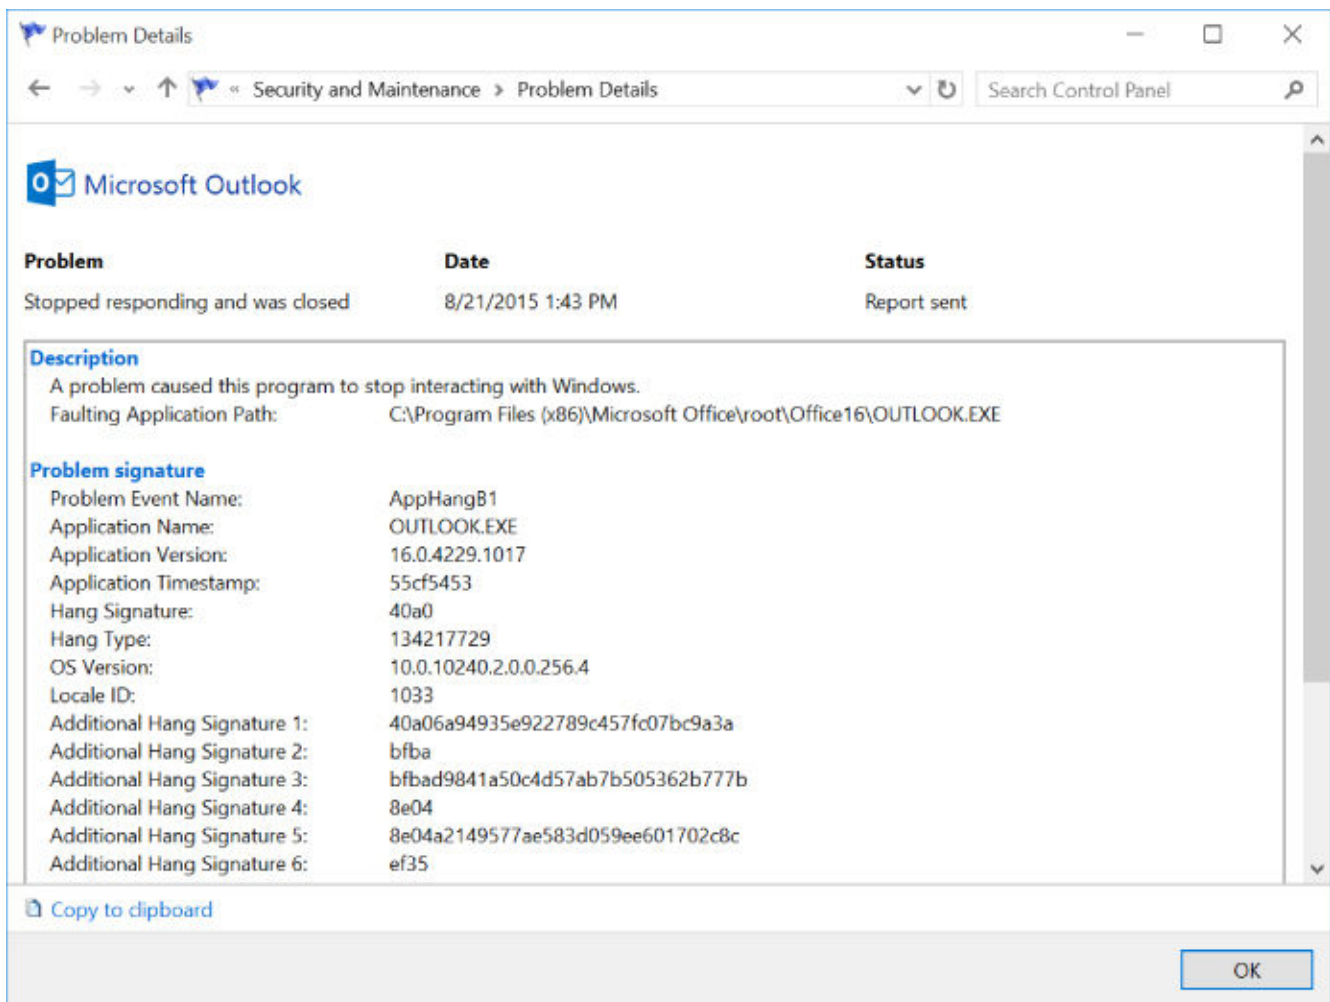 Problem Details
« Security and Maintenance > Problem Details
Search Control Panel
Microsoft Outlook
Problem Date Status
Stopped responding and was closed 8/21/2015 1:43 PM Report sent
Description
A problem caused this program to stop interacting with Windows.
Faulting Application Path: C:\Program Files (x86)\Microsoft Office\root\Office16\OUTLOOK.EXE
Problem signature
Problem Event Name: AppHangB1
Application Name: OUTLOOK.EXE
Application Version: 16.0.4229.1017
Application Timestamp: 55cf5453
Hang Signature: 40a0
Hang Type: 134217729
OS Version: 10.0.10240.2.0.0.256.4
Locale ID: 1033
Additional Hang Signature 1: 40a06a94935e922789c457fc07bc9a3a
Additional Hang Signature 2: bfba
Additional Hang Signature 3: bfbad9841a50c4d57ab7b505362b777b
Additional Hang Signature 4: 8e04
Additional Hang Signature 5: 8e04a2149577ae583d059ee601702c8c
Additional Hang Signature 6: ef35
Copy to clipboard
OK